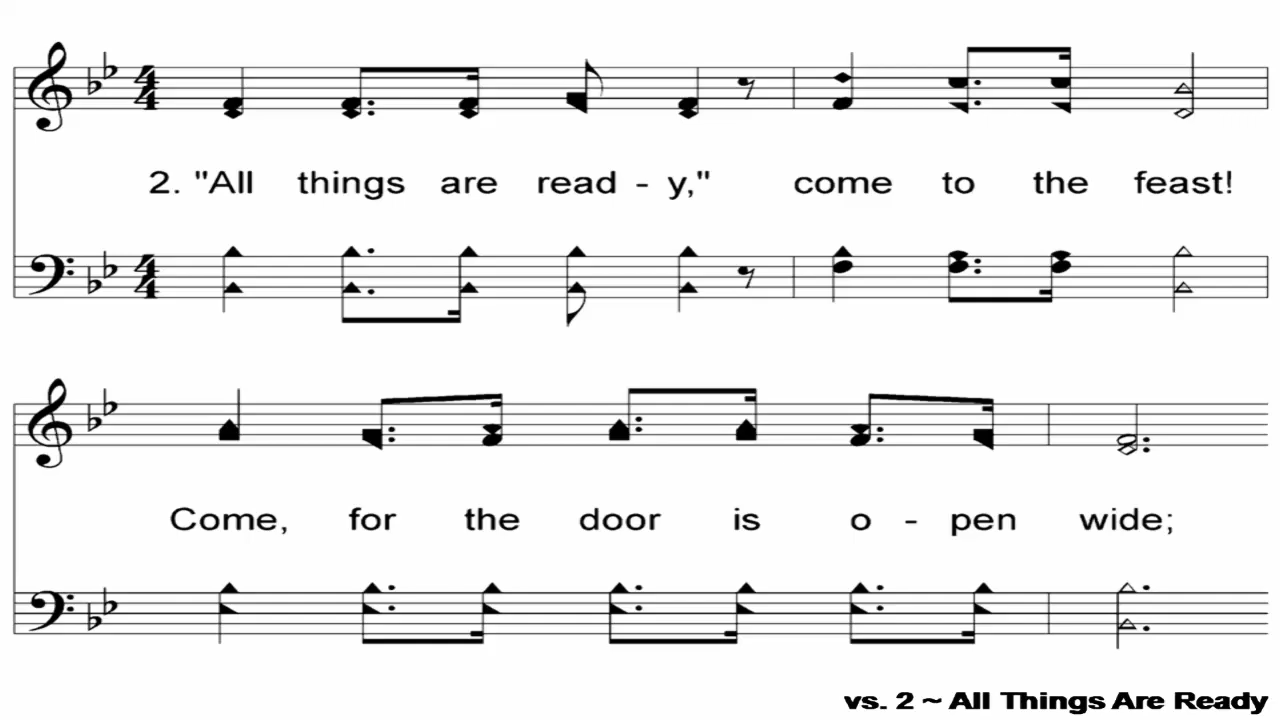 2. "All things are read - y," come to the feast!
Come, for the door is o - pen wide;
vs. 2 ~ All Things Are Ready